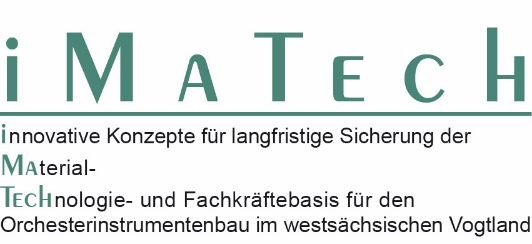 iMaTech
innovative Konzepte für langfristige Sicherung der
MAterial-
TECHnologie- und Fachkräftebasis für den
Orchesterinstrumentenbau im westsächsischen Vogtland